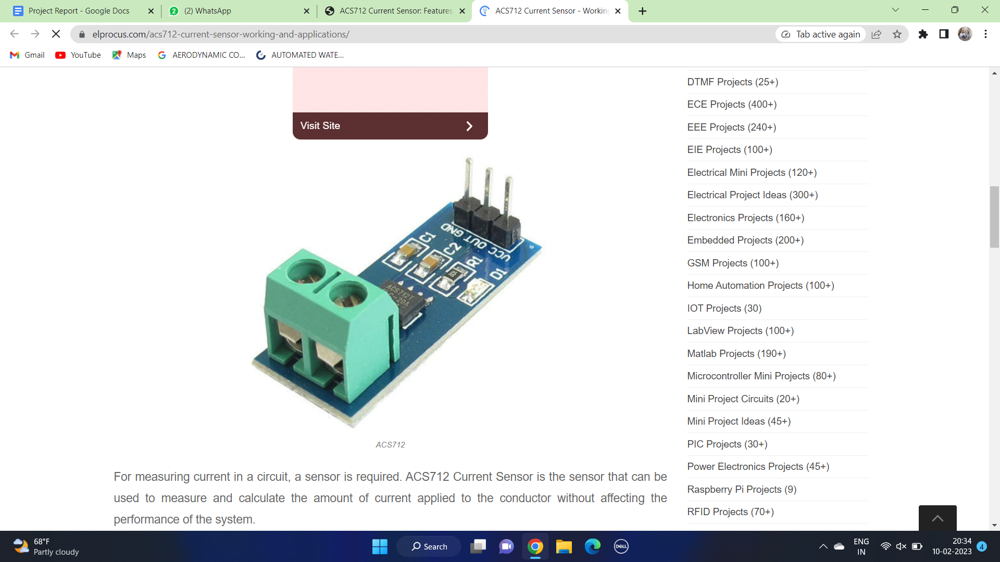 Project Report - Google Docs
(2) WhatsApp
ACS712 Current Sensor: Features
ACS712 Current Sensor - Working
elprocus.com/acs712-current-sensor-working-and-applications/
Tab active again
Gmail
YouTube
Maps
AERODYNAMIC CO...
AUTOMATED WATE...
Visit Site
GND
OUT
VCC
C1
C2
R1
D1
ACS712T
20A
ACS712
For measuring current in a circuit, a sensor is required. ACS712 Current Sensor is the sensor that can be
used to measure and calculate the amount of current applied to the conductor without affecting the
performance of the system.
DTMF Projects (25+)
ECE Projects (400+)
EEE Projects (240+)
EIE Projects (100+)
Electrical Mini Projects (120+)
Electrical Project Ideas (300+)
Electronics Projects (160+)
Embedded Projects (200+)
GSM Projects (100+)
Home Automation Projects (100+)
IOT Projects (30)
LabView Projects (100+)
Matlab Projects (190+)
Microcontroller Mini Projects (80+)
Mini Project Circuits (20+)
Mini Project Ideas (45+)
PIC Projects (30+)
Power Electronics Projects (45+)
Raspberry Pi Projects (9)
RFID Projects (70+)
68°F
Partly cloudy
Search
DELL
ENG
IN
20:34
10-02-2023
4